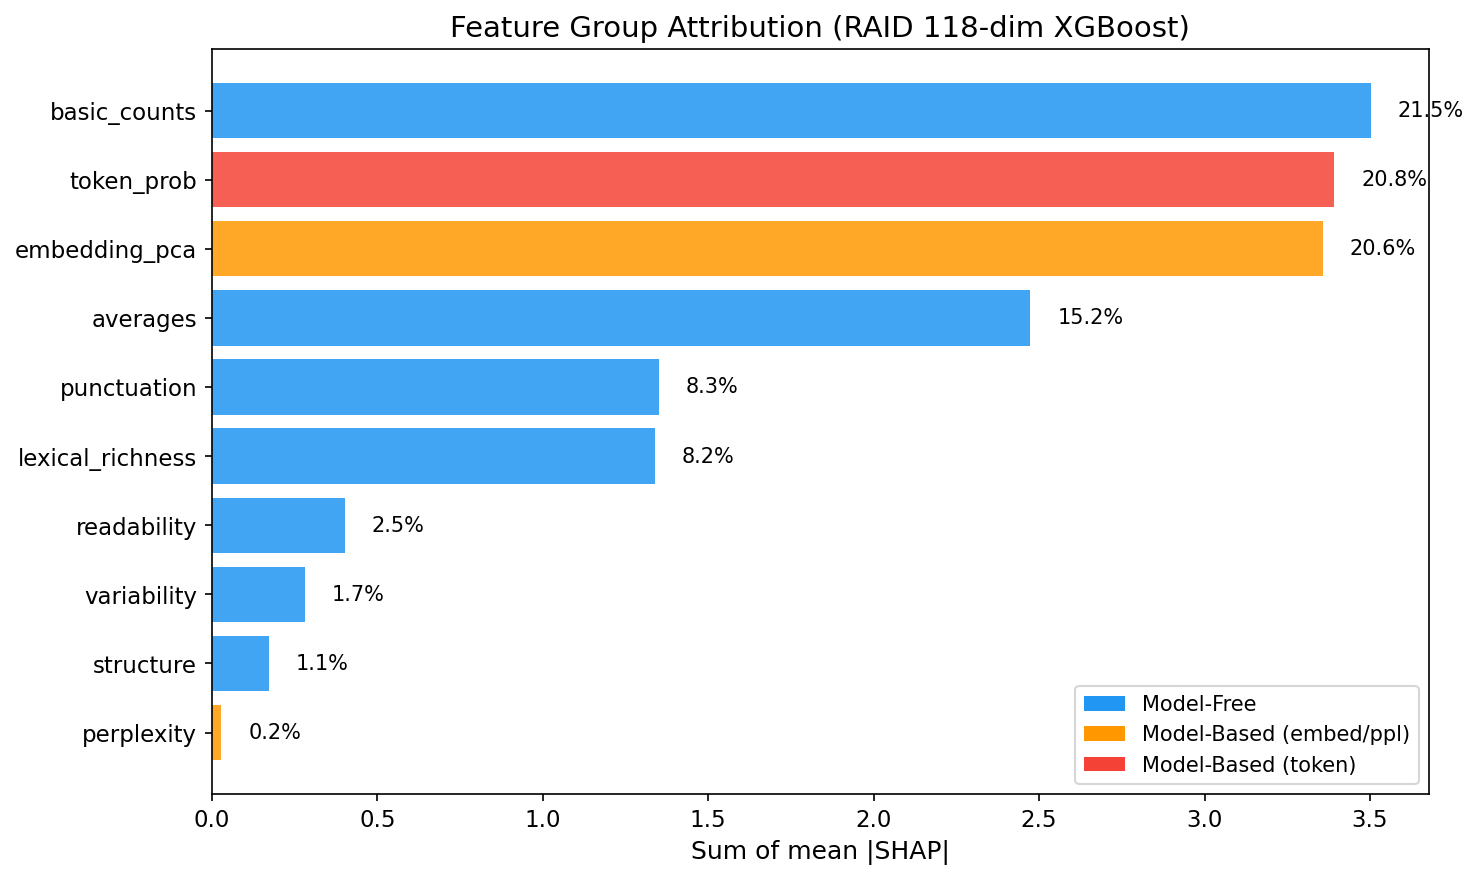 Feature Group Attribution (RAID 118-dim XGBoost)
basic_counts
21.5%
token_prob
20.8%
embedding_pca
20.6%
averages
15.2%
punctuation
8.3%
lexical_richness
8.2%
readability
2.5%
variability
1.7%
structure
1.1%
perplexity
0.2%
Model-Free
Model-Based (embed/ppl)
Model-Based (token)
0.0 0.5 1.0 1.5 2.0 2.5 3.0 3.5
Sum of mean |SHAP|